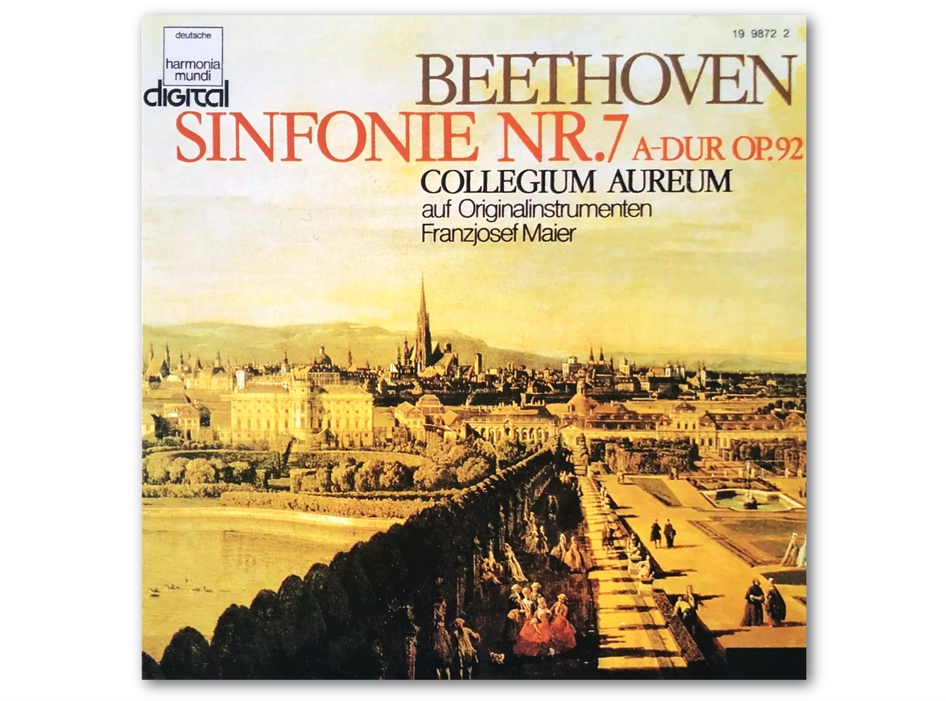 deutsche
harmonia
mundi
digital
19 9872 2
BEETHOVEN
SINFONIE NR.7 A-DUR OP.92
COLLEGIUM AUREUM
auf Originalinstrumenten
Franzjosef Maier